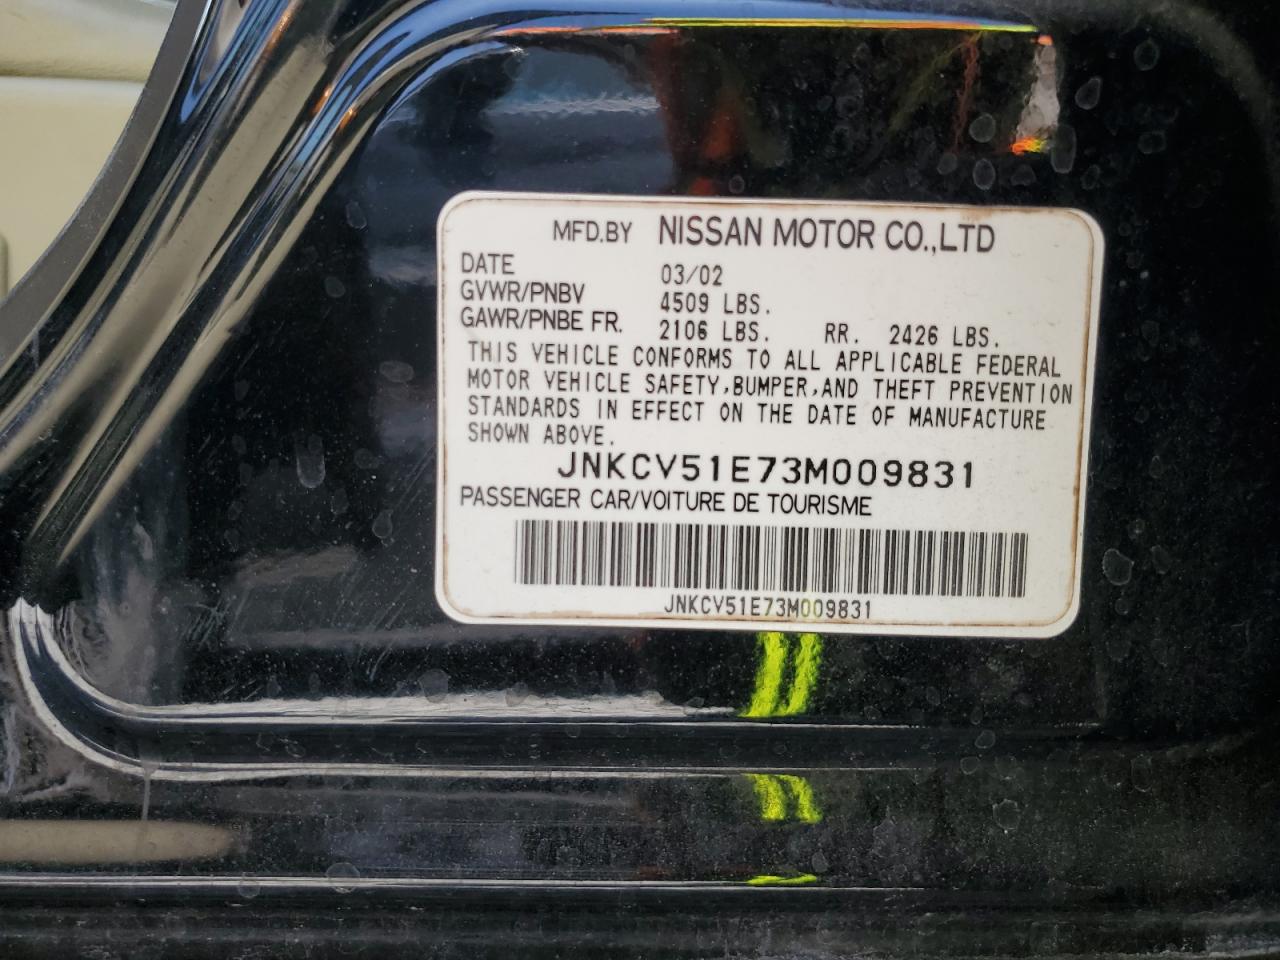 MFD.BY NISSAN MOTOR CO.,LTD
DATE 03/02
GVWR/PNBV 4509 LBS.
GAWR/PNBE FR. 2106 LBS. RR. 2426 LBS.
THIS VEHICLE CONFORMS TO ALL APPLICABLE FEDERAL
MOTOR VEHICLE SAFETY,BUMPER,AND THEFT PREVENTION
STANDARDS IN EFFECT ON THE DATE OF MANUFACTURE
SHOWN ABOVE.
JNKCV51E73M009831
PASSENGER CAR/VOITURE DE TOURISME
JNKCV51E73M009831